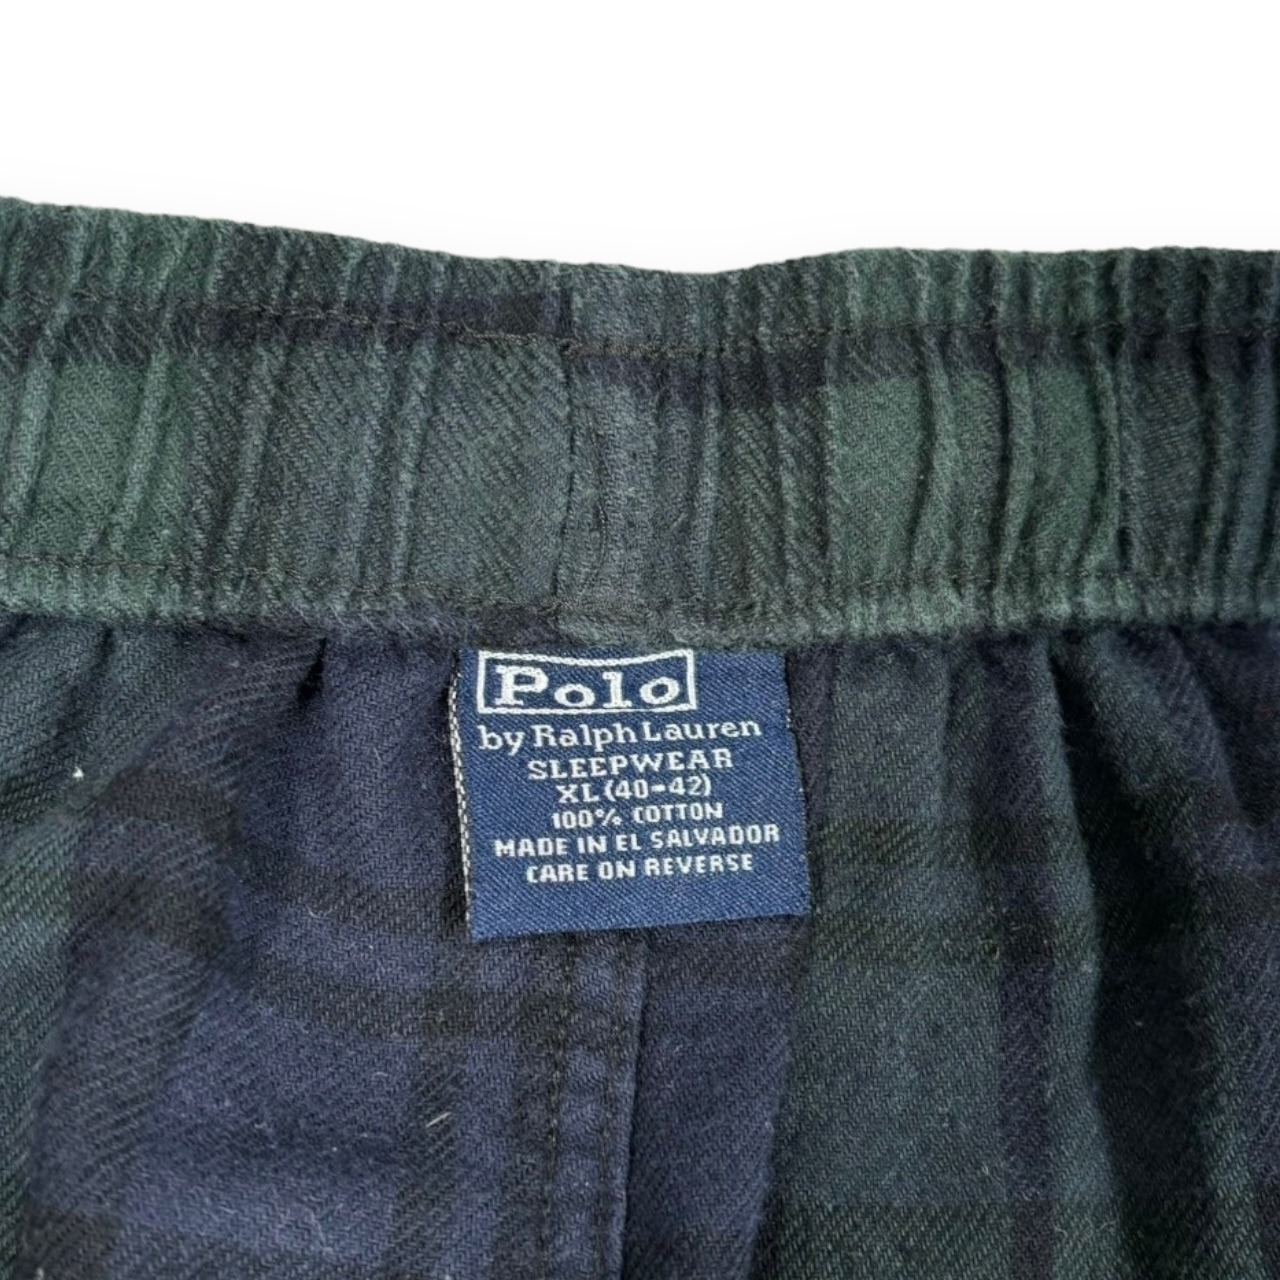 Polo
by Ralph Lauren
SLEEPWEAR
XL (40-42)
100% COTTON
MADE IN EL SALVADOR
CARE ON REVERSE